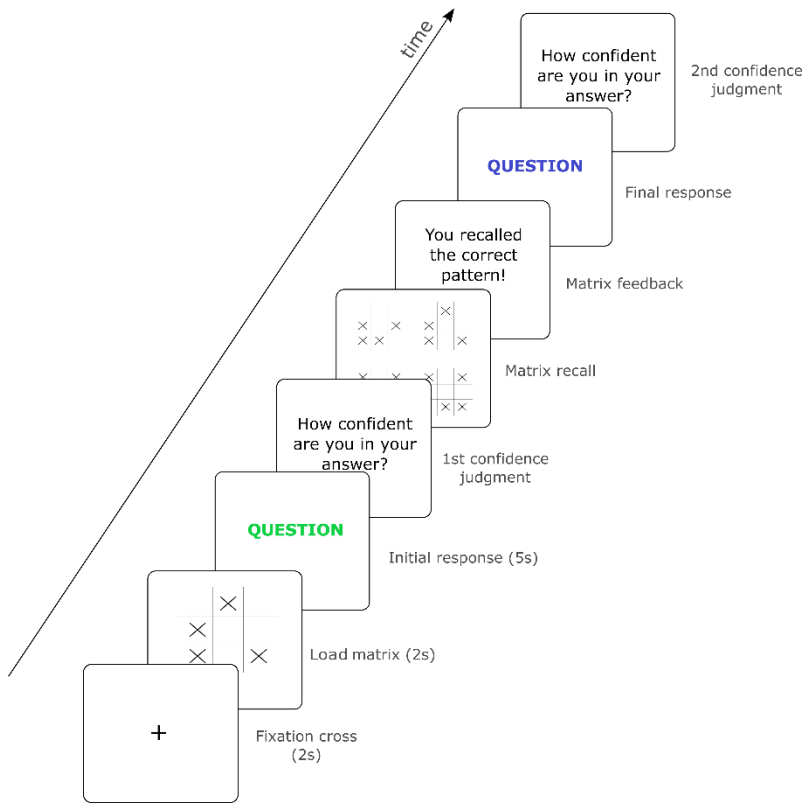 time
How confident
are you in your
answer?
2nd confidence
judgment
QUESTION
Final response
You recalled
the correct
pattern!
Matrix feedback
Matrix recall
How confident
are you in your
answer?
1st confidence
judgment
QUESTION
Initial response (5s)
Load matrix (2s)
Fixation cross
(2s)